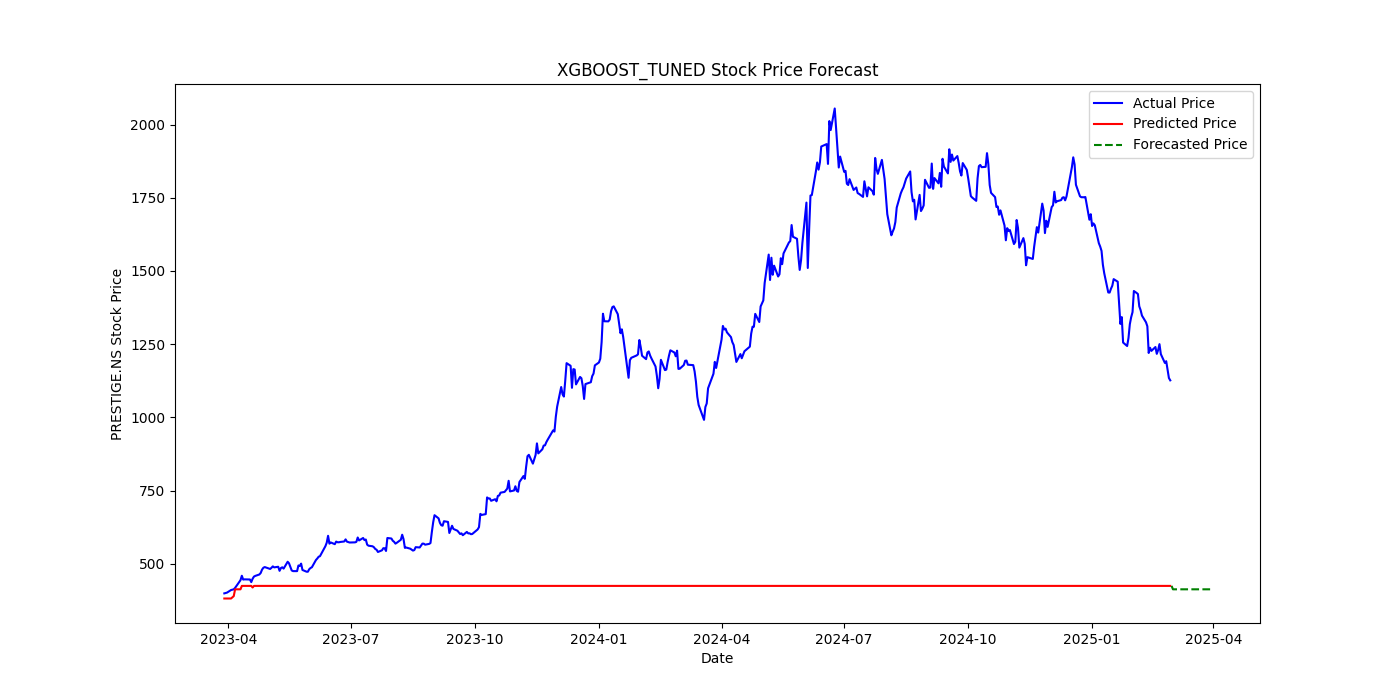 XGBOOST_TUNED Stock Price Forecast
Actual Price
Predicted Price
Forecasted Price
PRESTIGE.NS Stock Price
2000
1750
1500
1250
1000
750
500
2023-04 2023-07 2023-10 2024-01 2024-04 2024-07 2024-10 2025-01 2025-04
Date